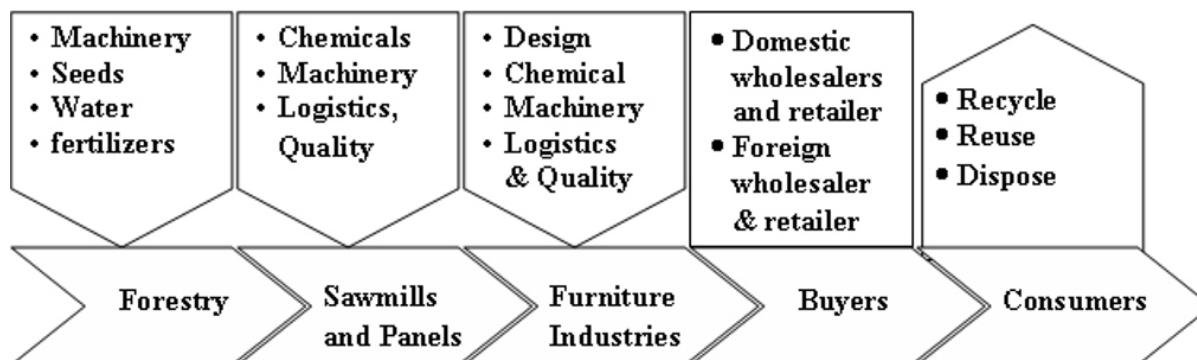 • Machinery
• Seeds
• Water
• fertilizers
• Chemicals
• Machinery
• Logistics,
Quality
• Design
• Chemical
• Machinery
• Logistics
& Quality
• Domestic
wholesalers
and retailer
• Foreign
wholesaler
& retailer
• Recycle
• Reuse
• Dispose
Forestry
Sawmills
and Panels
Furniture
Industries
Buyers
Consumers